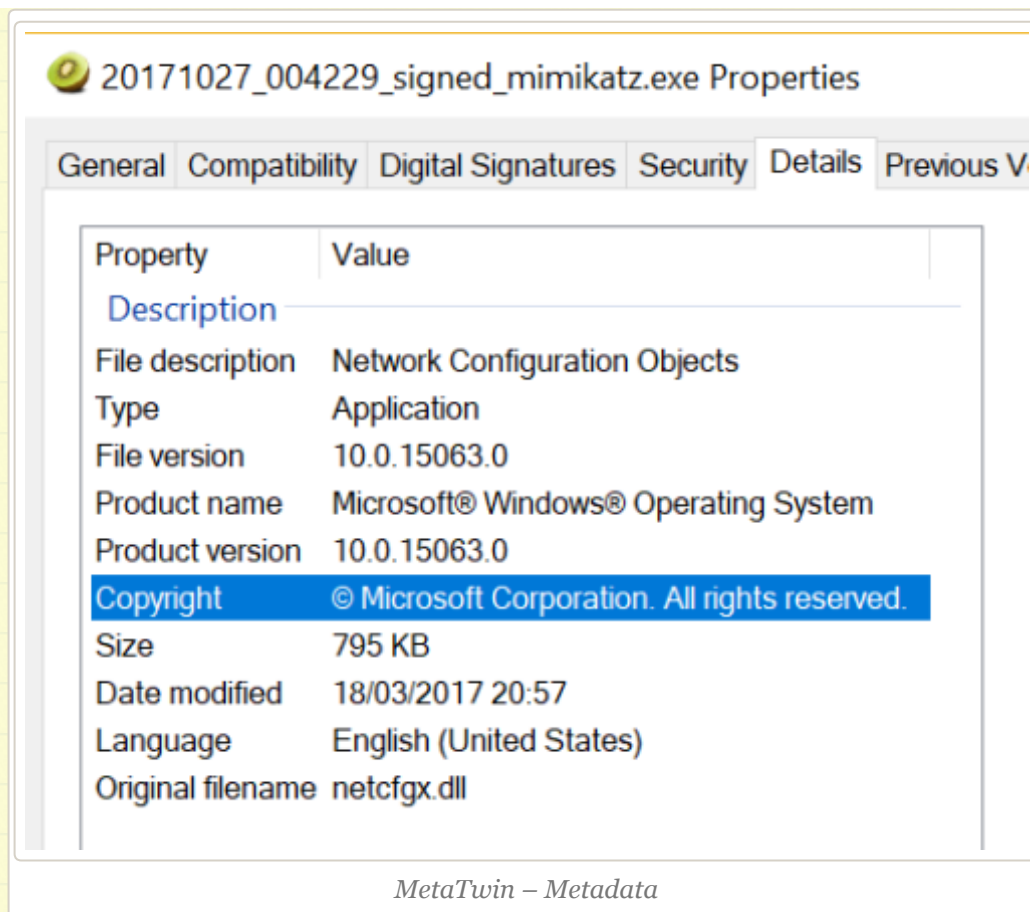 20171027_004229_signed_mimikatz.exe Properties
General Compatibility Digital Signatures Security Details Previous
Property Value
Description
File description Network Configuration Objects
Type Application
File version 10.0.15063.0
Product name Microsoft® Windows® Operating System
Product version 10.0.15063.0
Copyright © Microsoft Corporation. All rights reserved.
Size 795 KB
Date modified 18/03/2017 20:57
Language English (United States)
Original filename netcfgx.dll
MetaTwin – Metadata